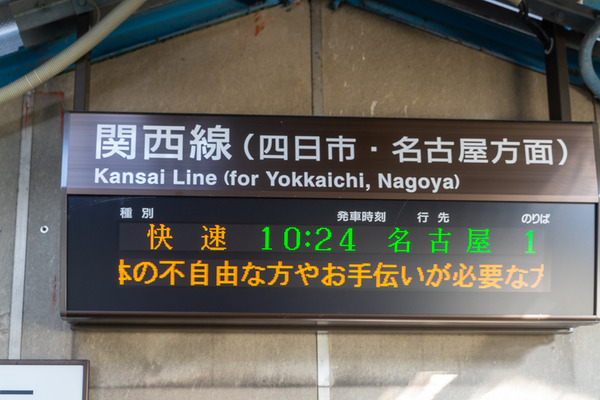 関西線（四日市・名古屋方面）
Kansai Line (for Yokkaichi, Nagoya)
種別 発車時刻 行先 のりば
快速 10:24 名古屋 1
の不自由な方やお手伝いが必要な